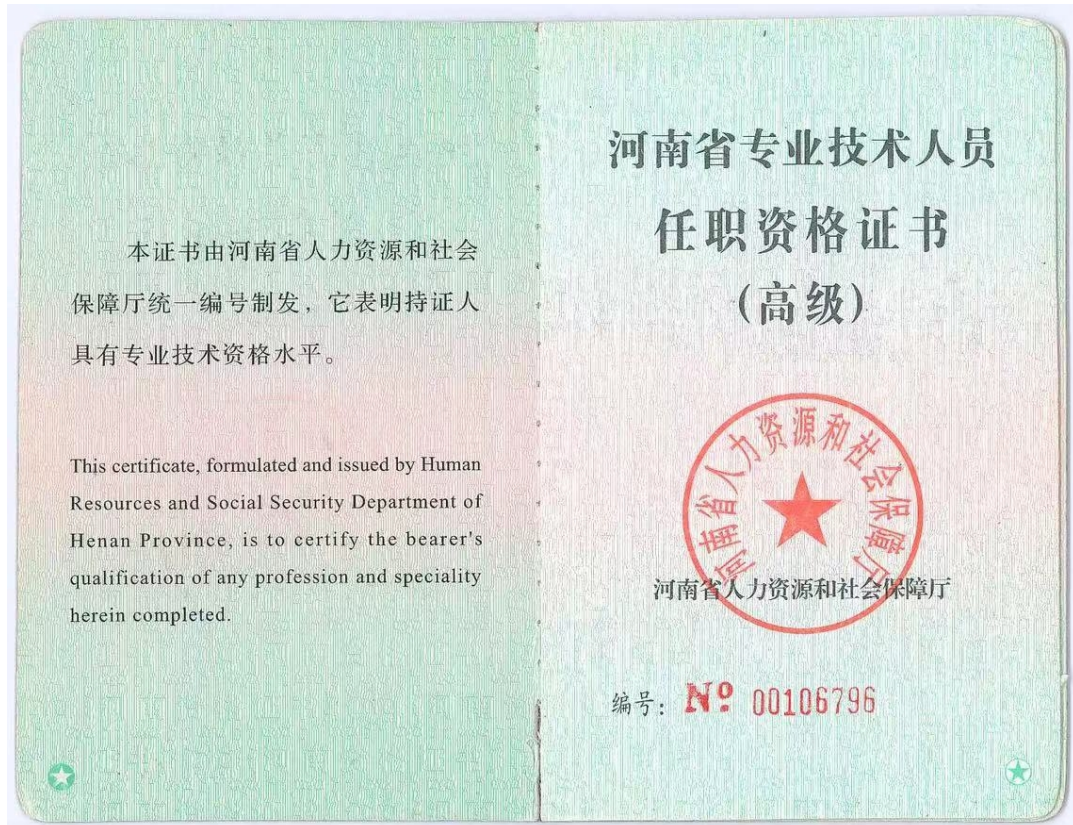 本证书由河南省人力资源和社会
保障厅统一编号制发，它表明持证人
具有专业技术资格水平。
This certificate, formulated and issued by Human
Resources and Social Security Department of
Henan Province, is to certify the bearer's
qualification of any profession and speciality
herein completed.
河南省专业技术人员
任职资格证书
(高级)
河南省人力资源和社会保障厅
河南省人力资源和社会保障厅
编号: Nº 00106796